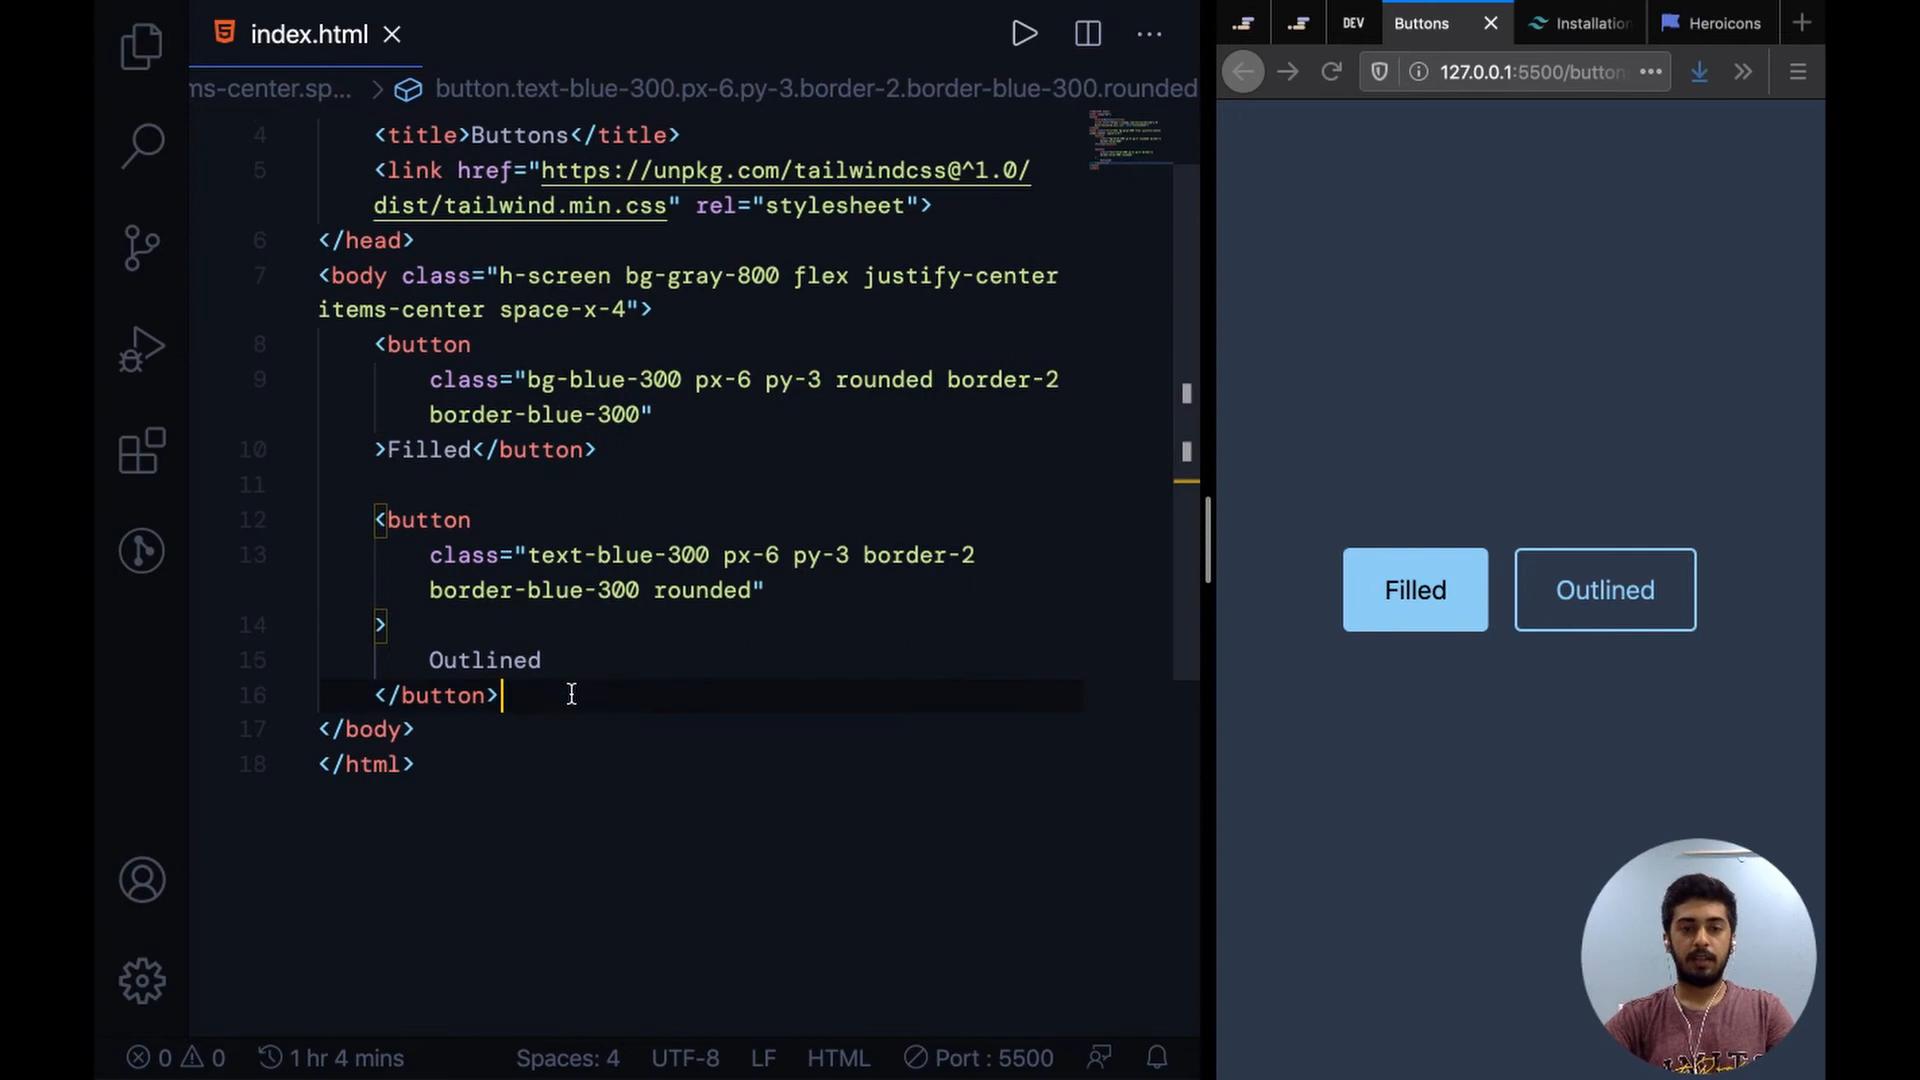 index.html
ms-center.sp...
button.text-blue-300.px-6.py-3.border-2.border-blue-300.rounded
4 <title>Buttons</title>
5 <link href="https://unpkg.com/tailwindcss@^1.0/
dist/tailwind.min.css" rel="stylesheet">
6 </head>
7 <body class="h-screen bg-gray-800 flex justify-center
items-center space-x-4">
8 <button
9 class="bg-blue-300 px-6 py-3 rounded border-2
border-blue-300"
10 >Filled</button>
11
12 <button
13 class="text-blue-300 px-6 py-3 border-2
border-blue-300 rounded"
14 >
15 Outlined
16 </button>
17 </body>
18 </html>
0 0
1 hr 4 mins
Spaces: 4
UTF-8
LF
HTML
Port : 5500
DEV
Buttons
Installation
Heroicons
127.0.0.1:5500/button
Filled
Outlined